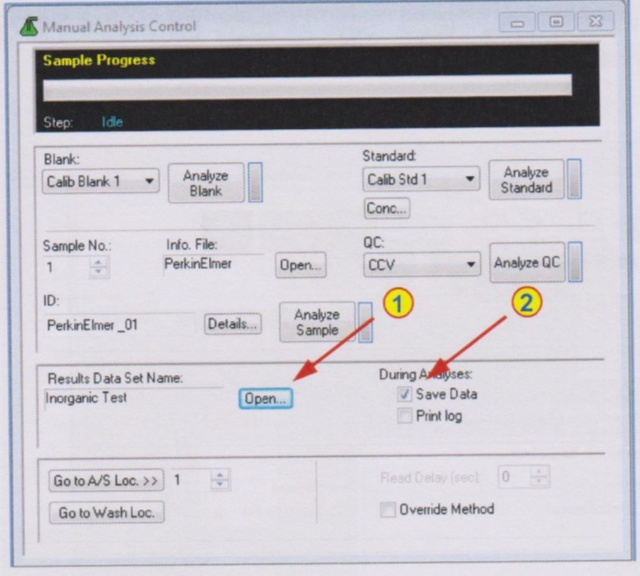 Manual Analysis Control
Sample Progress
Step: Idle
Blank:
Calib Blank 1
Analyze
Blank
Standard:
Calib Std 1
Analyze
Standard
Conc...
Sample No.:
1
Info. File:
PerkinElmer
Open...
QC:
CCV
Analyze QC
ID:
PerkinElmer _01
Details...
Analyze
Sample
1
2
Results Data Set Name:
Inorganic Test
Open...
During Analyses:
Save Data
Print log
Go to A/S Loc. >> 1
Read Delay (sec) 0
Go to Wash Loc.
Override Method